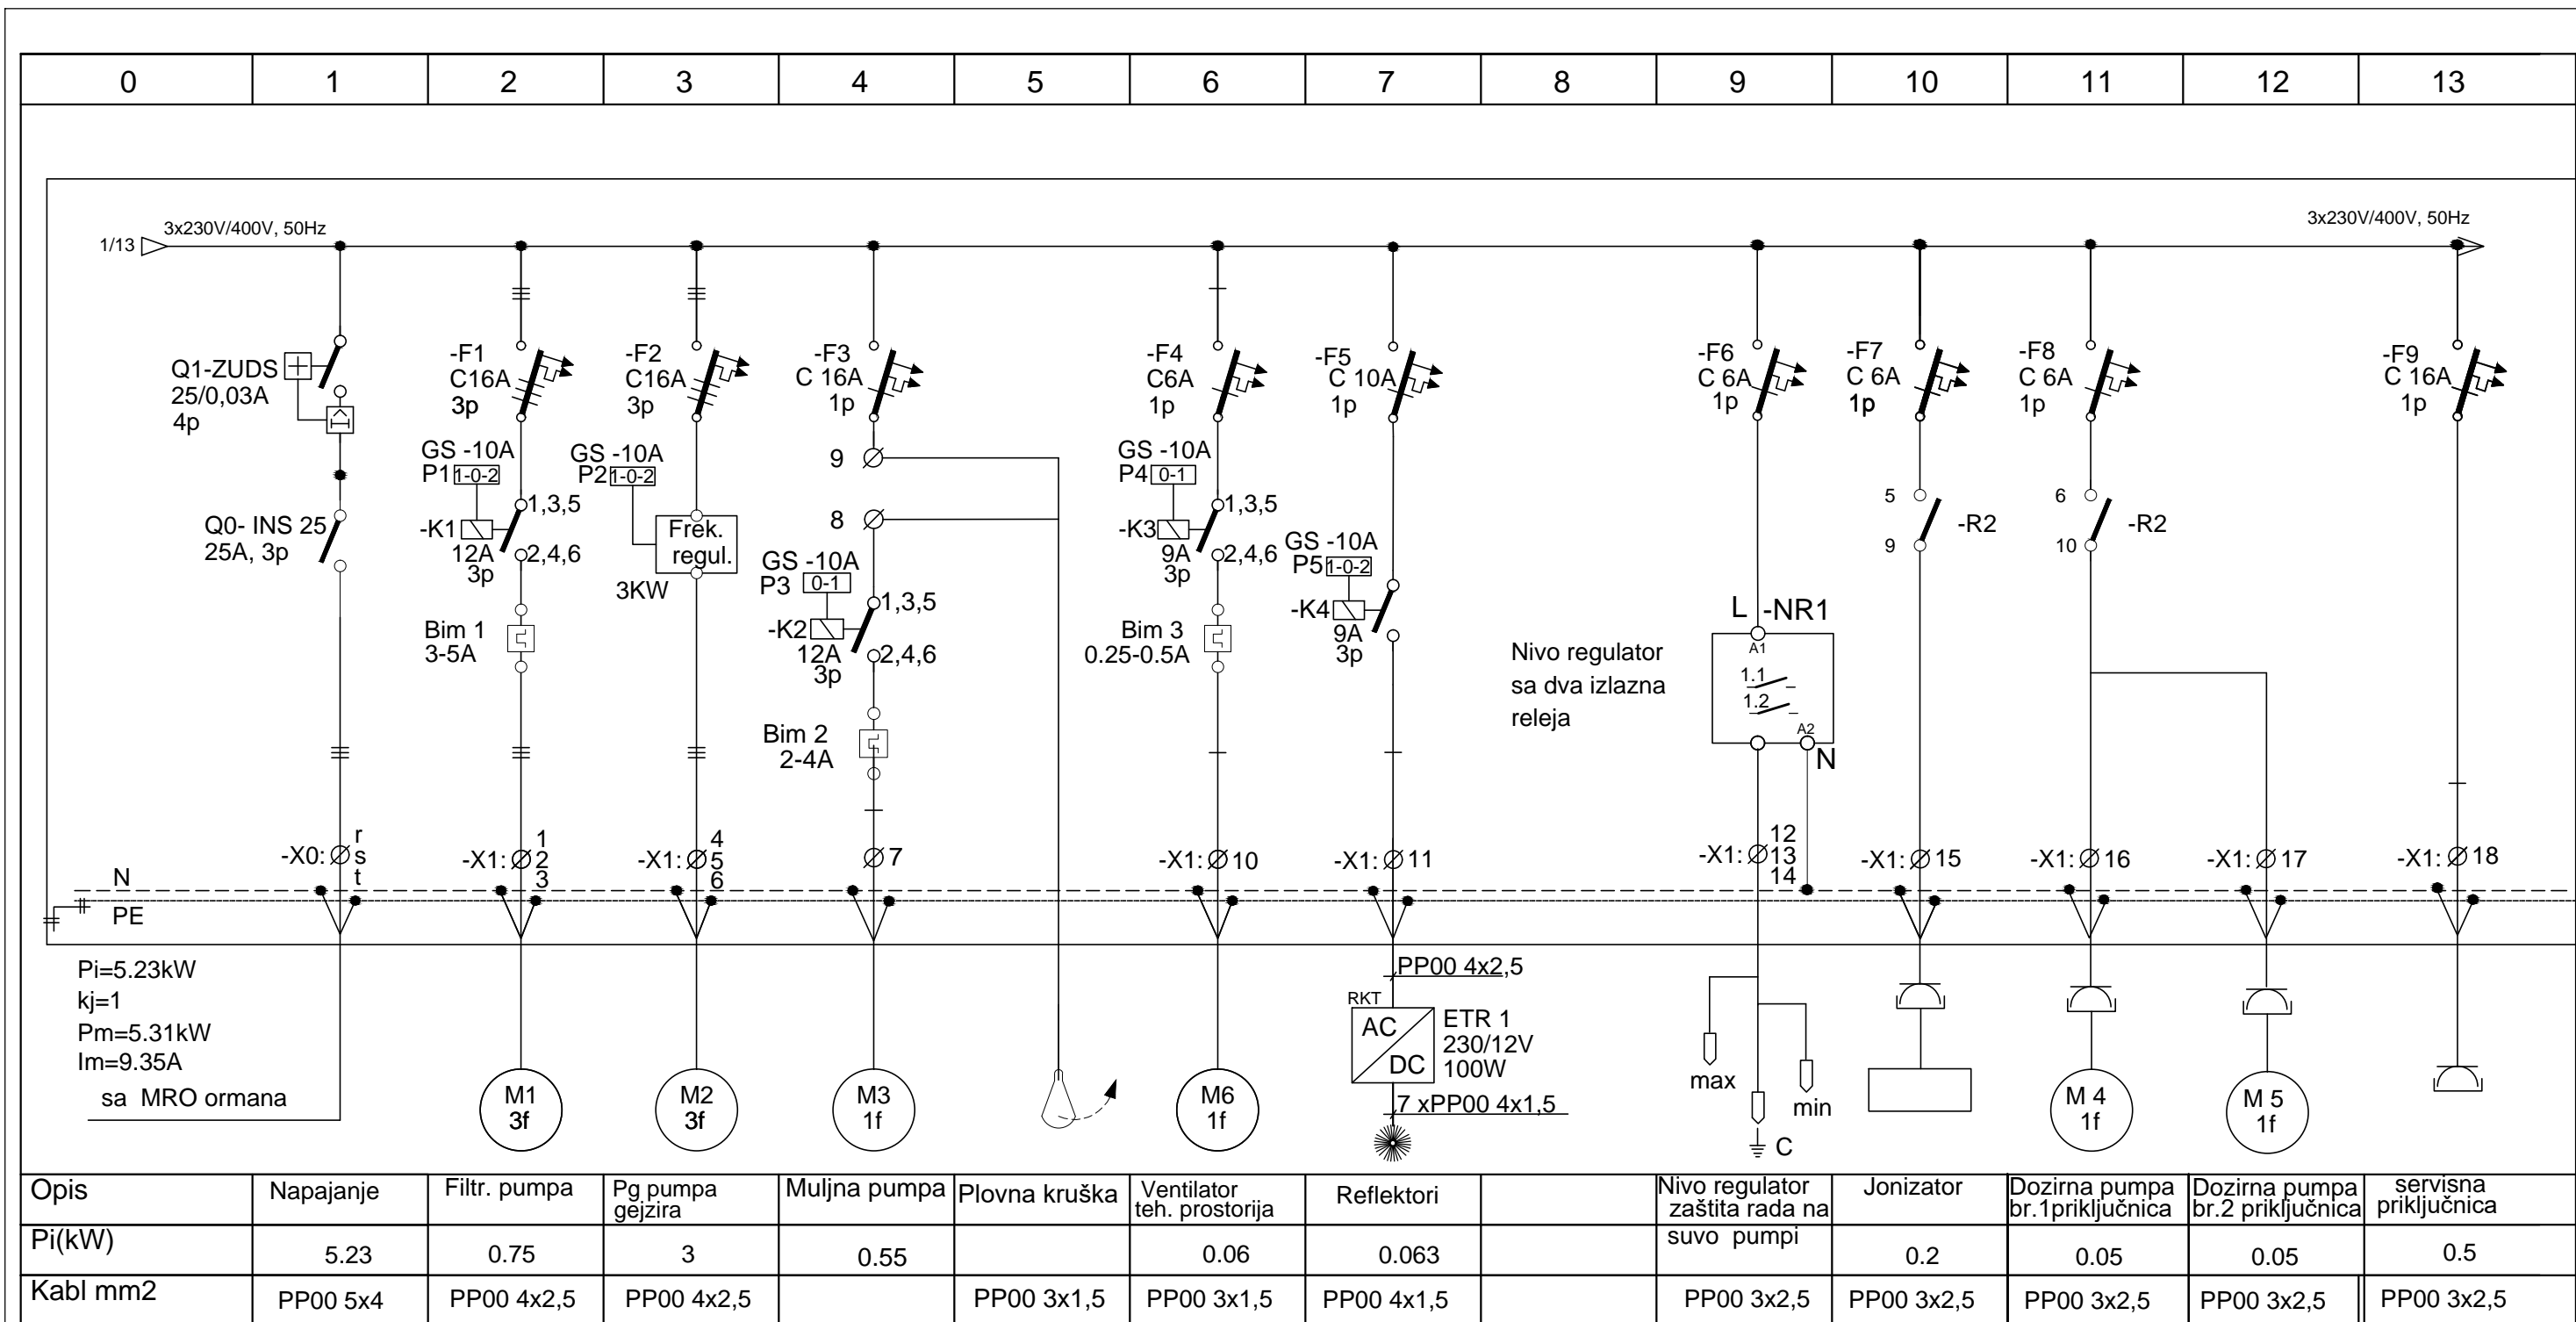 0 1 2 3 4 5 6 7 8 9 10 11 12 13
1/13
3x230V/400V, 50Hz
3x230V/400V, 50Hz
Q1-ZUDS
25/0,03A
4p
Q0- INS 25
25A, 3p
-X0:
r
s
t
-F1
C16A
3p
GS -10A
P1 1-0-2
-K1
12A
3p
1,3,5
2,4,6
Bim 1
3-5A
-X1:
1
2
3
-F2
C16A
3p
GS -10A
P2 1-0-2
Frek.
regul.
3KW
-X1:
4
5
6
-F3
C 16A
1p
9
8
GS -10A
P3 0-1
-K2
12A
3p
1,3,5
2,4,6
Bim 2
2-4A
7
-F4
C6A
1p
GS -10A
P4 0-1
-K3
9A
3p
1,3,5
2,4,6
Bim 3
0.25-0.5A
-X1: 10
-F5
C 10A
1p
GS -10A
P5 1-0-2
-K4
9A
3p
-X1: 11
Nivo regulator
sa dva izlazna
releja
-F6
C 6A
1p
L -NR1
A1
1.1
1.2
A2
N
-X1:
12
13
14
-F7
C 6A
1p
5
9
-R2
-X1: 15
-F8
C 6A
1p
6
10
-R2
-X1: 16
-X1: 17
-F9
C 16A
1p
-X1: 18
N
PE
Pi=5.23kW
kj=1
Pm=5.31kW
Im=9.35A
sa MRO ormana
M1
3f
M2
3f
M3
1f
M6
1f
PP00 4x2,5
RKT
AC
DC
ETR 1
230/12V
100W
7 xPP00 4x1,5
max
min
C
M 4
1f
M 5
1f
Opis
Napajanje
Filtr. pumpa
Pg pumpa
gejzira
Muljna pumpa
Plovna kruška
Ventilator
teh. prostorija
Reflektori
Nivo regulator
zaštita rada na
suvo pumpi
Jonizator
Dozirna pumpa
br.1priključnica
Dozirna pumpa
br.2 priključnica
servisna
priključnica
Pi(kW) 5.23 0.75 3 0.55 0.06 0.063 0.2 0.05 0.05 0.5
Kabl mm2 PP00 5x4 PP00 4x2,5 PP00 4x2,5 PP00 3x1,5 PP00 3x1,5 PP00 4x1,5 PP00 3x2,5 PP00 3x2,5 PP00 3x2,5 PP00 3x2,5 PP00 3x2,5